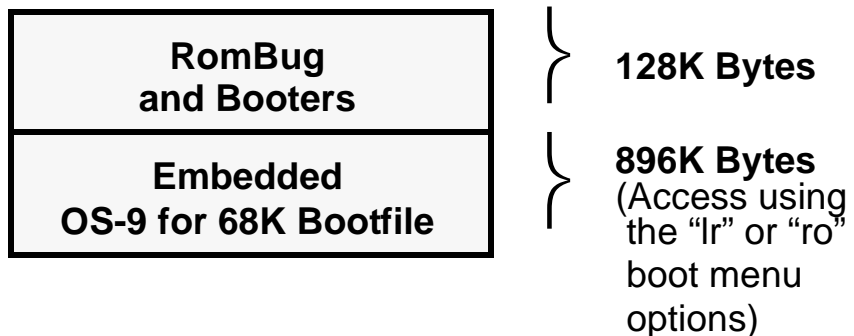 RomBug
and Booters
128K Bytes
Embedded
OS-9 for 68K Bootfile
896K Bytes
(Access using
the “lr” or “ro”
boot menu
options)